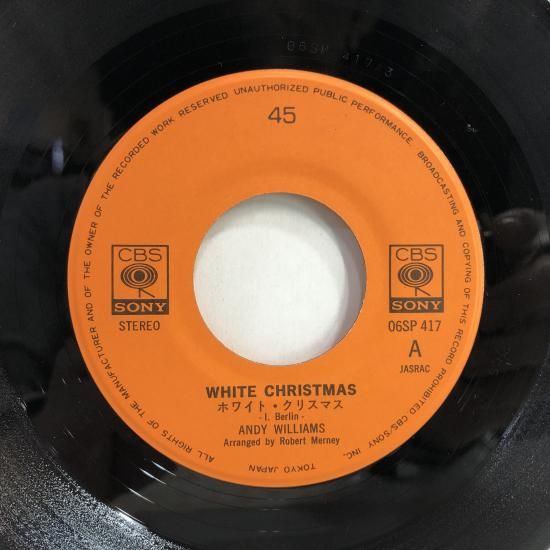 06SP 417
45
ALL RIGHTS OF THE MANUFACTURER AND OF THE OWNER OF THE RECORDED WORK RESERVED UNAUTHORIZED PUBLIC PERFORMANCE. BROADCASTING AND COPYING OF THIS RECORD PROHIBITED CBS/SONY INC.
TOKYO JAPAN
CBS
SONY
STEREO
CBS
SONY
06SP 417
A
JASRAC
WHITE CHRISTMAS
ホワイト・クリスマス
- I. Berlin -
ANDY WILLIAMS
Arranged by Robert Merney